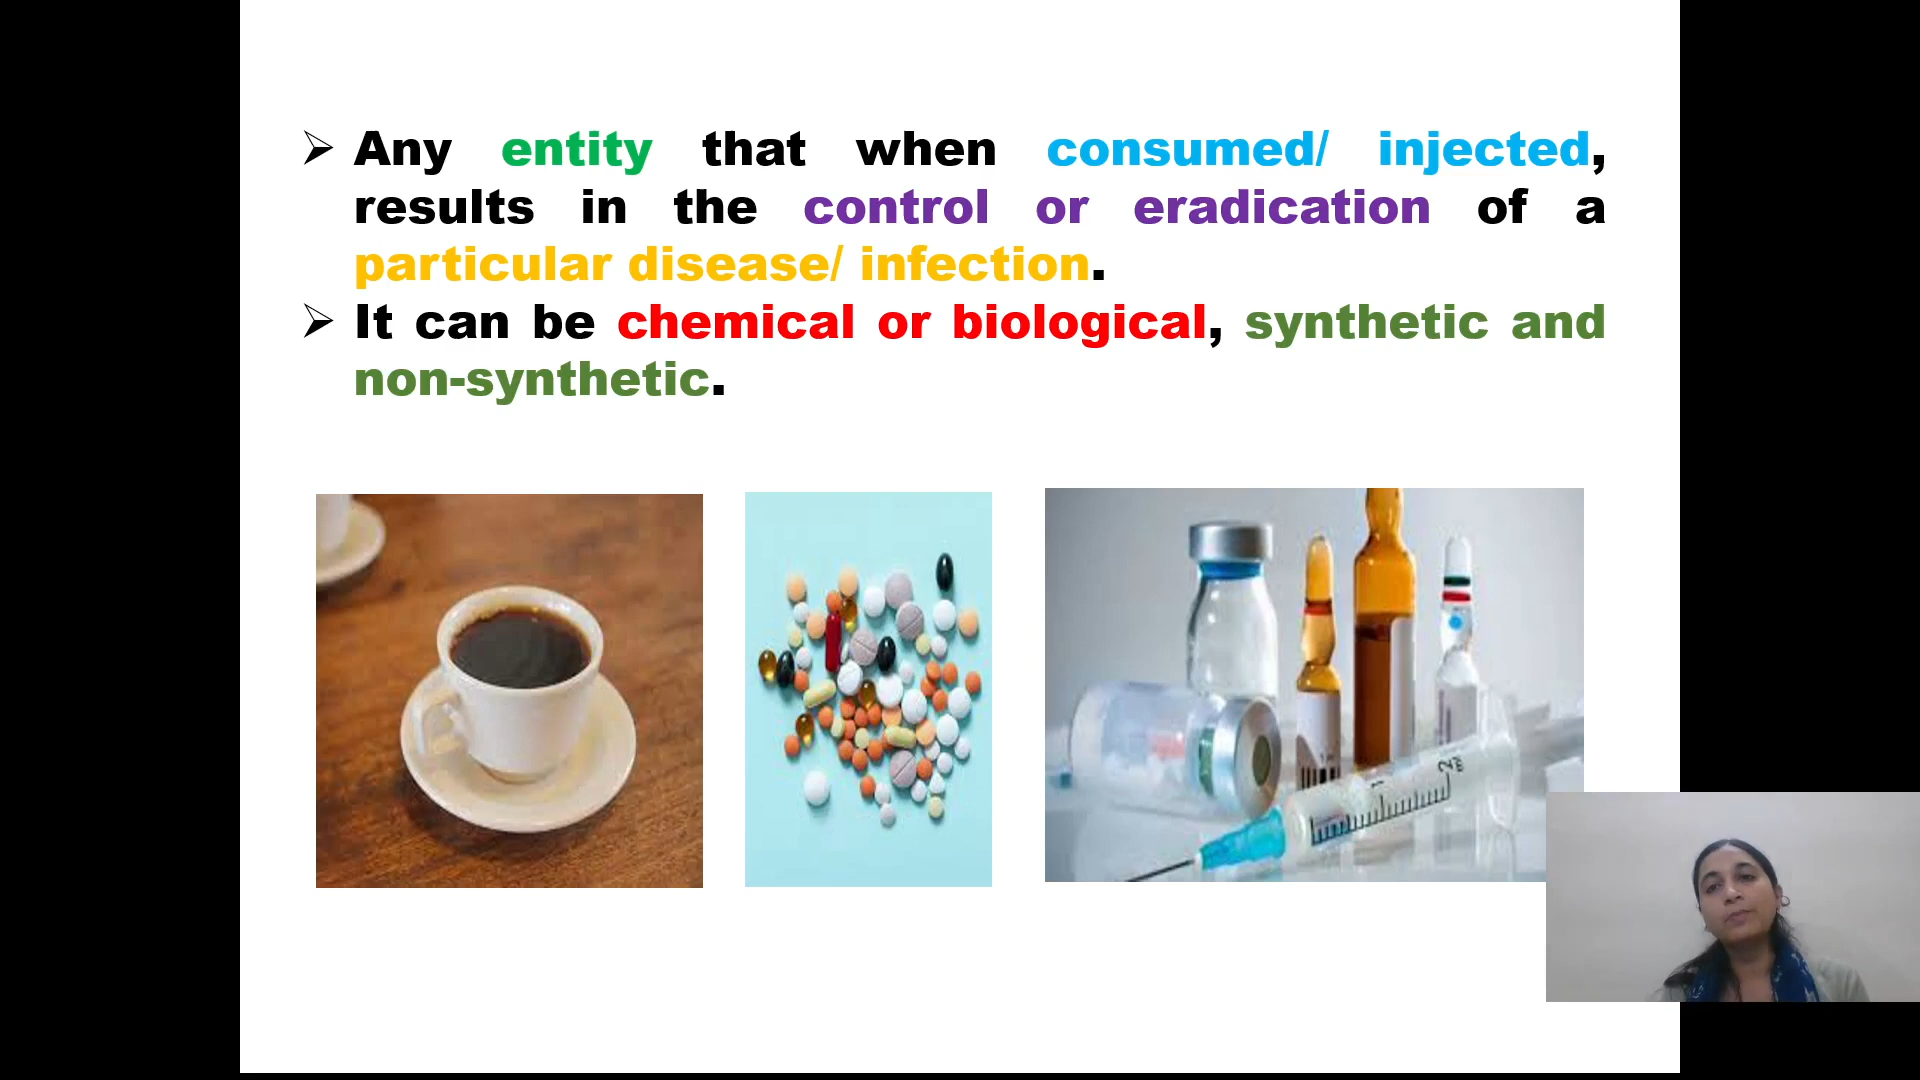 ➢ Any entity that when consumed/ injected,
results in the control or eradication of a
particular disease/ infection.
➢ It can be chemical or biological, synthetic and
non-synthetic.